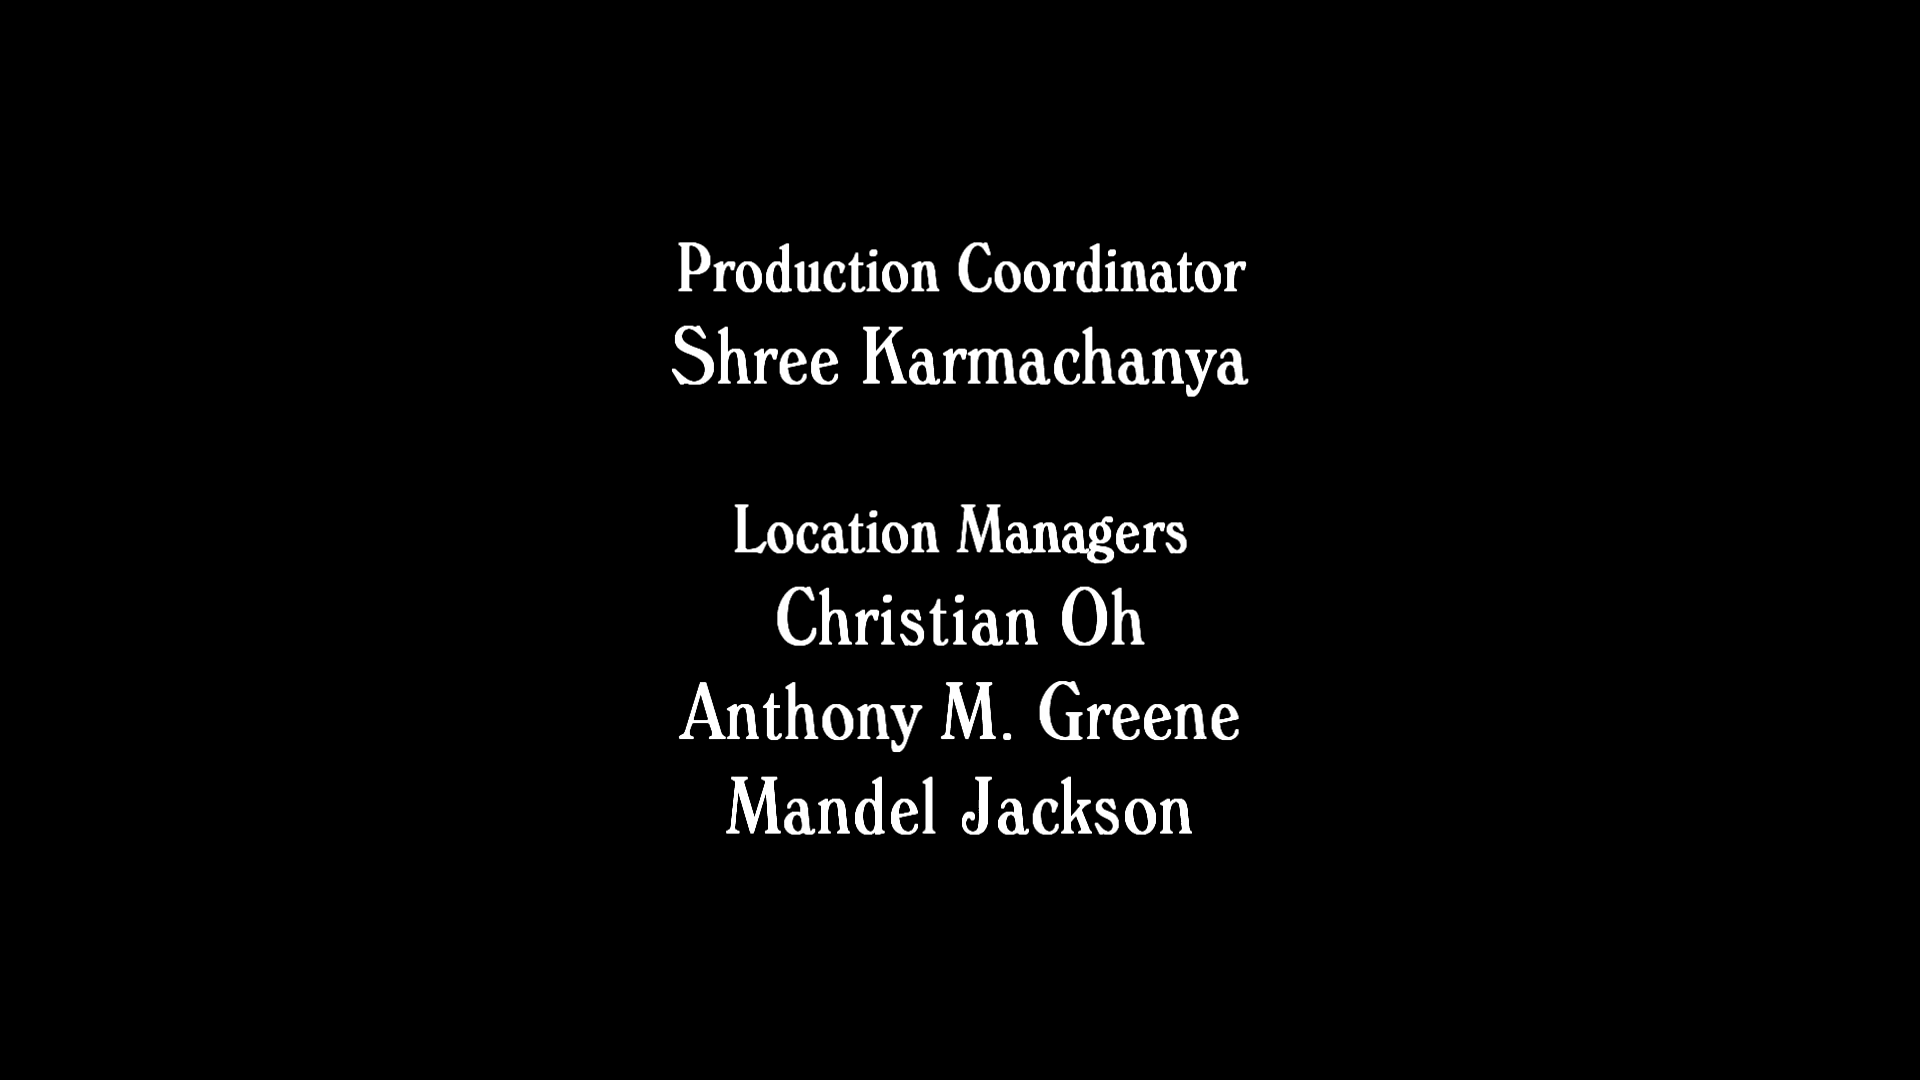 Production Coordinator
Shree Karmachanya
Location Managers
Christian Oh
Anthony M. Greene
Mandel Jackson